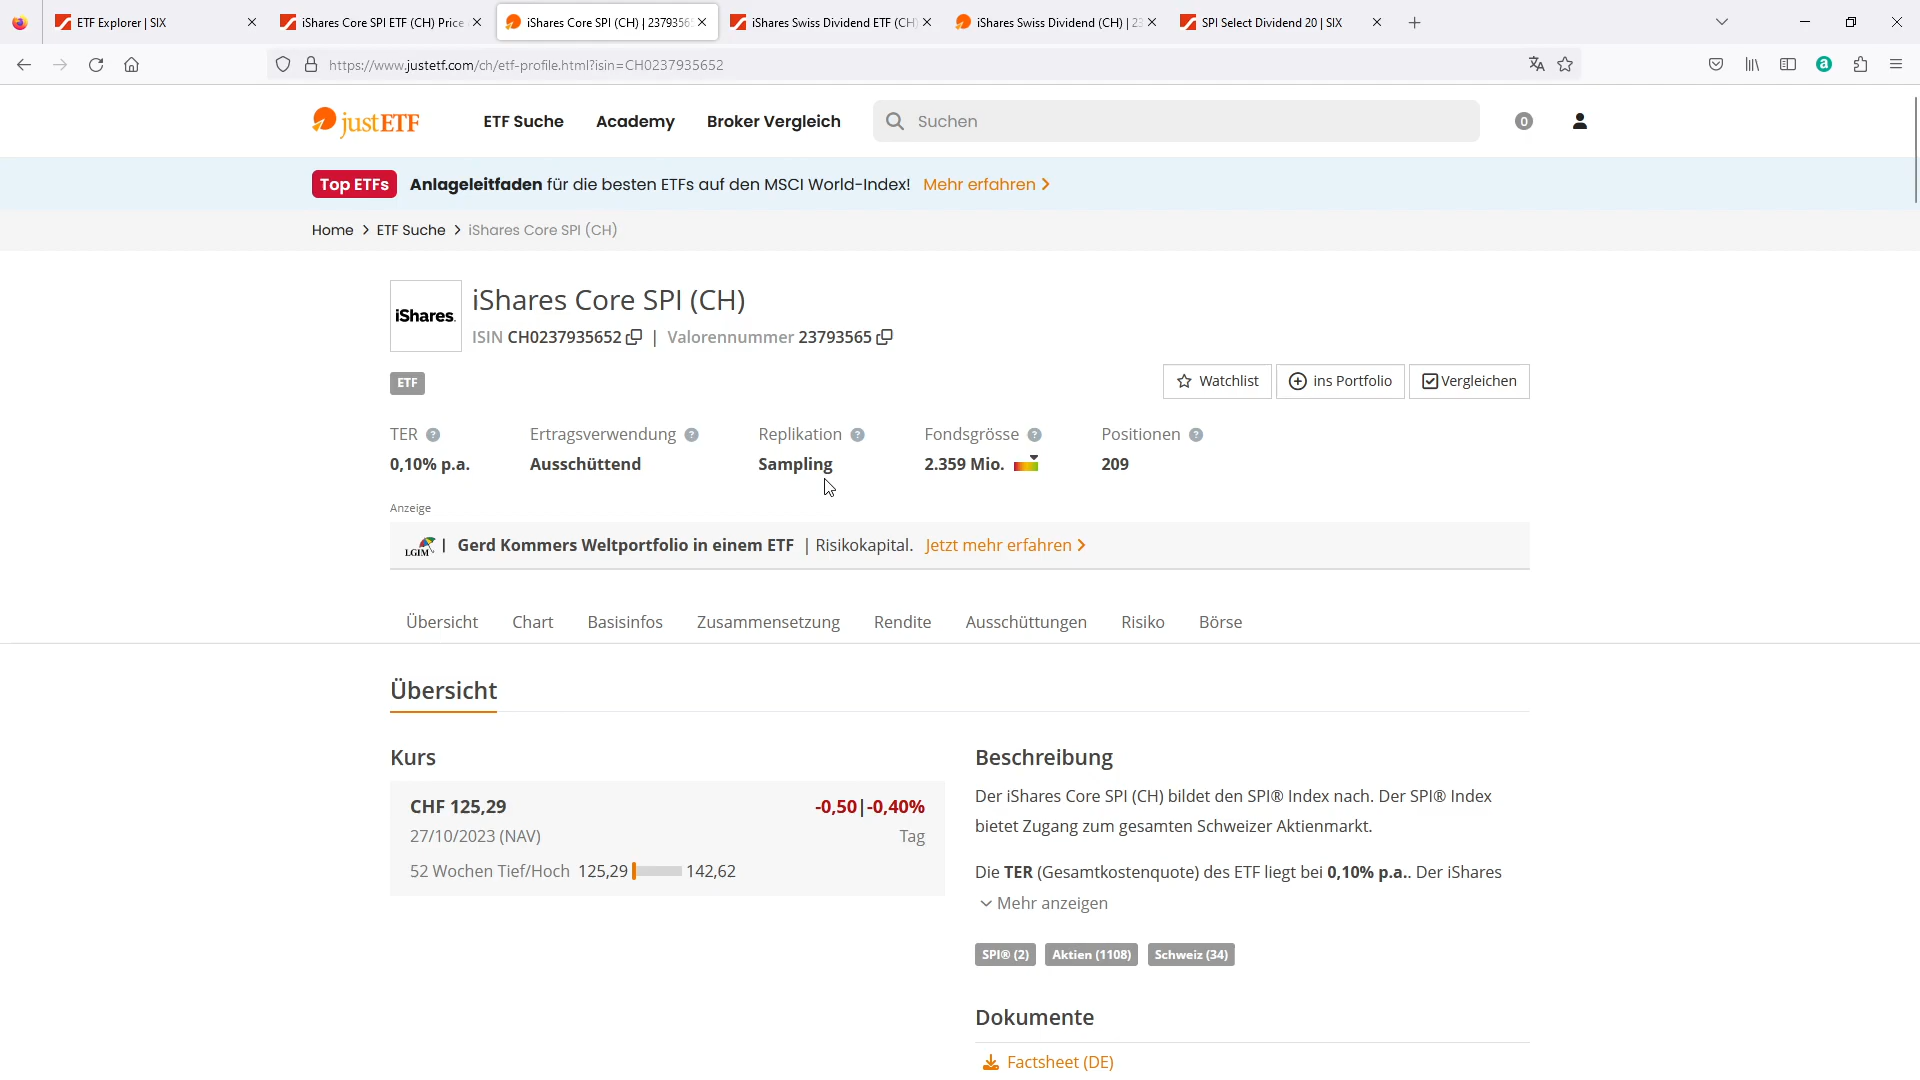 ETF Explorer | SIX
iShares Core SPI ETF (CH) Price
iShares Core SPI (CH) | 2379356
iShares Swiss Dividend ETF (CH)
iShares Swiss Dividend (CH) | 23
SPI Select Dividend 20 | SIX
https://www.justetf.com/ch/etf-profile.html?isin=CH0237935652
a
justETF
ETF Suche
Academy
Broker Vergleich
Suchen
0
Top ETFs Anlageleitfaden für die besten ETFs auf den MSCI World-Index! Mehr erfahren
Home > ETF Suche > iShares Core SPI (CH)
iShares.
iShares Core SPI (CH)
ISIN CH0237935652 | Valorennummer 23793565
ETF
Watchlist
ins Portfolio
Vergleichen
TER ? Ertragsverwendung ? Replikation ? Fondsgrösse ? Positionen ?
0,10% p.a. Ausschüttend Sampling 2.359 Mio. 209
Anzeige
LGIM | Gerd Kommers Weltportfolio in einem ETF | Risikokapital. Jetzt mehr erfahren
Übersicht Chart Basisinfos Zusammensetzung Rendite Ausschüttungen Risiko Börse
Übersicht
Kurs
CHF 125,29 -0,50|-0,40%
27/10/2023 (NAV) Tag
52 Wochen Tief/Hoch 125,29 142,62
Beschreibung
Der iShares Core SPI (CH) bildet den SPI® Index nach. Der SPI® Index
bietet Zugang zum gesamten Schweizer Aktienmarkt.
Die TER (Gesamtkostenquote) des ETF liegt bei 0,10% p.a.. Der iShares
Mehr anzeigen
SPI® (2) Aktien (1108) Schweiz (34)
Dokumente
Factsheet (DE)